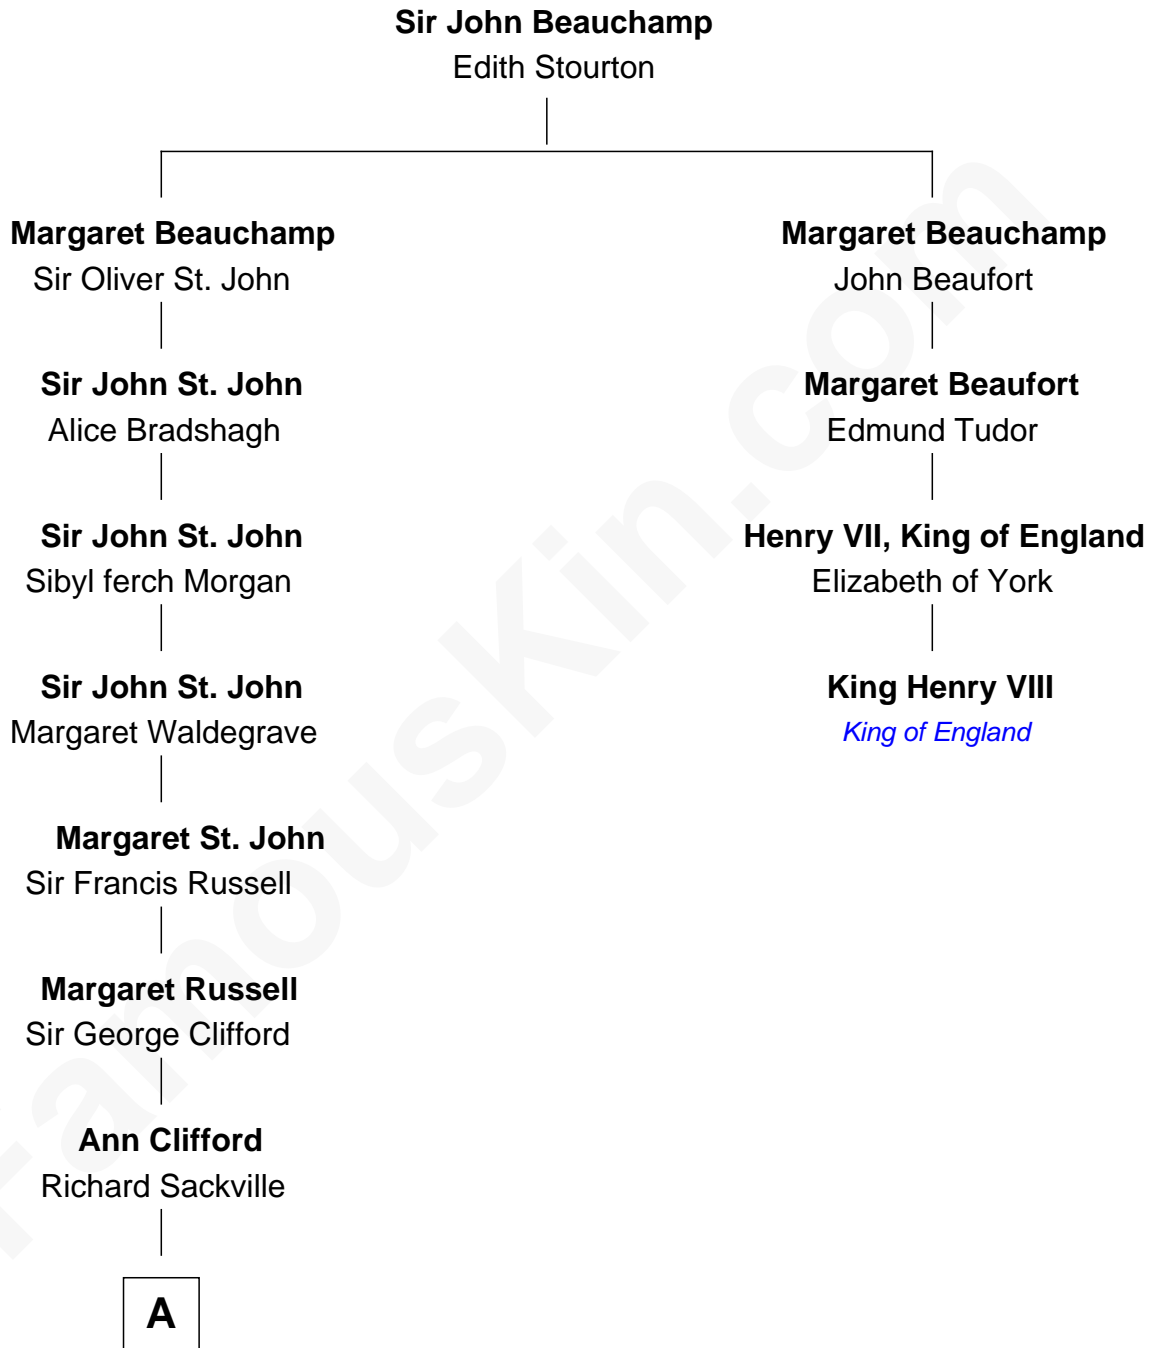 Sir John Beauchamp
Edith Stourton
Margaret Beauchamp
Sir Oliver St. John
Margaret Beauchamp
John Beaufort
Sir John St. John
Alice Bradshagh
Margaret Beaufort
Edmund Tudor
Sir John St. John
Sibyl ferch Morgan
Henry VII, King of England
Elizabeth of York
Sir John St. John
Margaret Waldegrave
King Henry VIII
King of England
Margaret St. John
Sir Francis Russell
Margaret Russell
Sir George Clifford
Ann Clifford
Richard Sackville
A
FamousKin.com